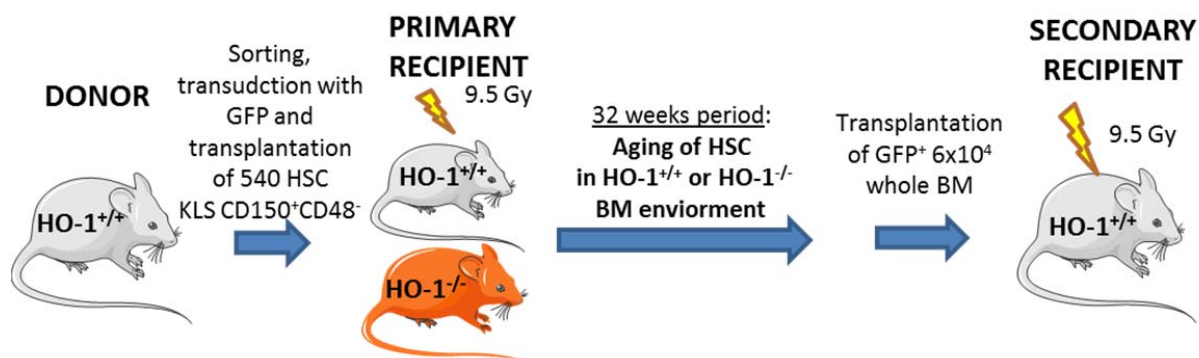 DONOR
HO-1+/+
Sorting,
transudction with
GFP and
transplantation
of 540 HSC
KLS CD150+CD48-
PRIMARY
RECIPIENT
9.5 Gy
HO-1+/+
HO-1-/-
32 weeks period:
Aging of HSC
in HO-1+/+ or HO-1-/-
BM enviorment
Transplantation
of GFP+ 6x10⁴
whole BM
SECONDARY
RECIPIENT
9.5 Gy
HO-1+/+